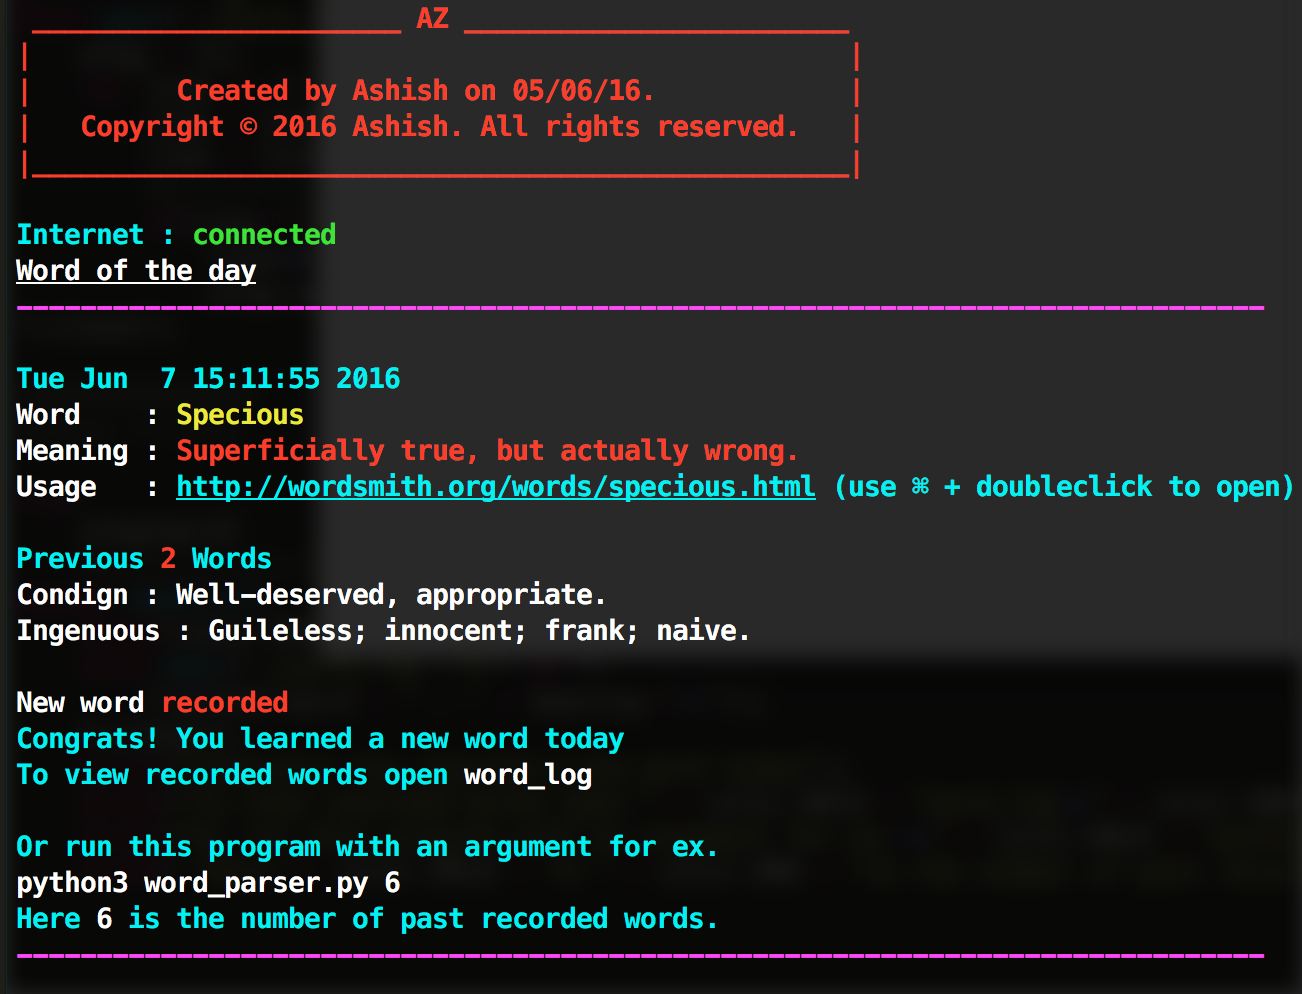 AZ
Created by Ashish on 05/06/16.
Copyright © 2016 Ashish. All rights reserved.
Internet : connected
Word of the day
Tue Jun  7 15:11:55 2016
Word    : Specious
Meaning : Superficially true, but actually wrong.
Usage   : http://wordsmith.org/words/specious.html (use ⌘ + doubleclick to open)
Previous 2 Words
Condign : Well-deserved, appropriate.
Ingenuous : Guileless; innocent; frank; naive.
New word recorded
Congrats! You learned a new word today
To view recorded words open word_log
Or run this program with an argument for ex.
python3 word_parser.py 6
Here 6 is the number of past recorded words.